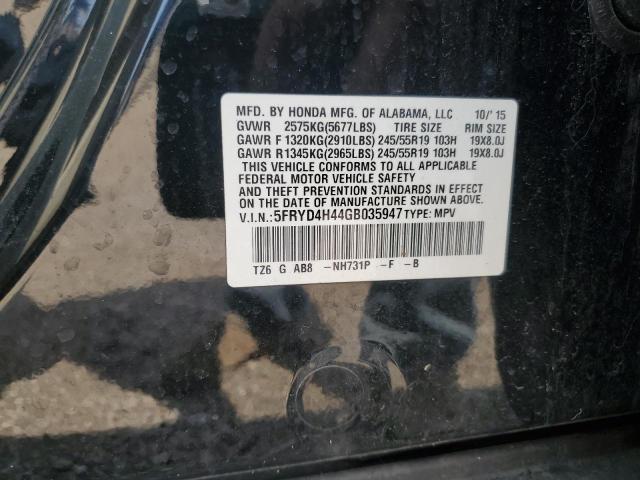 MFD. BY HONDA MFG. OF ALABAMA, LLC 10/'15
GVWR 2575KG(5677LBS) TIRE SIZE RIM SIZE
GAWR F 1320KG(2910LBS) 245/55R19 103H 19X8.0J
GAWR R1345KG(2965LBS) 245/55R19 103H 19X8.0J
THIS VEHICLE CONFORMS TO ALL APPLICABLE
FEDERAL MOTOR VEHICLE SAFETY
AND THEFT PREVENTION STANDARDS IN EFFECT
ON THE DATE OF MANUFACTURE SHOWN ABOVE.
V.I.N.: 5FRYD4H44GB035947 TYPE: MPV
TZ6 G AB8 -NH731P -F -B